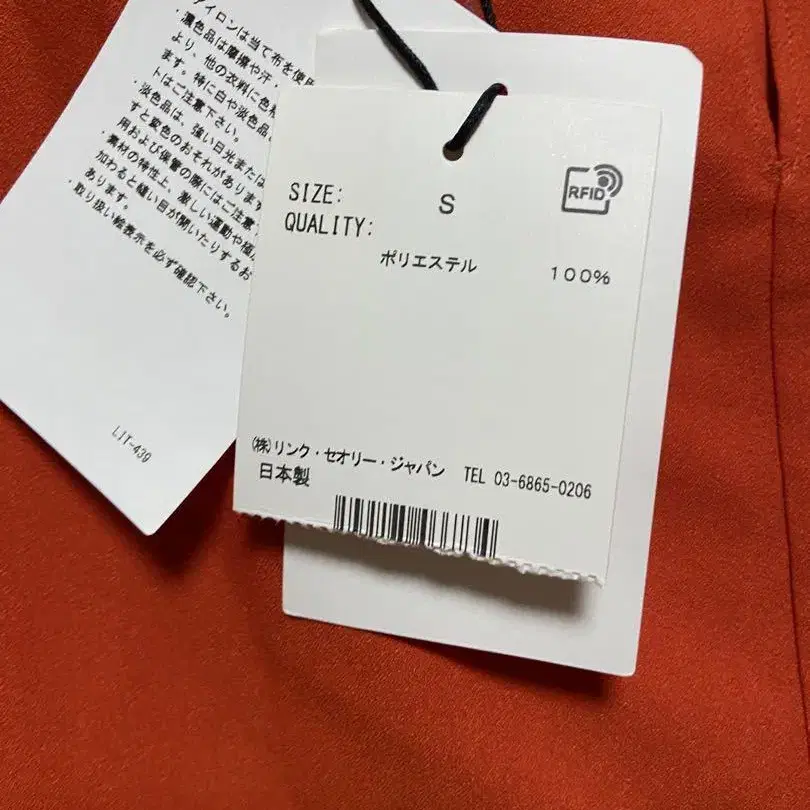 アイロンは当て布を使用
・濃色品は摩擦や汗・
より、他の衣料に色
ます。特に白や淡色品
トはご注意下さい。
・淡色品は、強い日光または
すと変色のおそれがあります
用および保管の際にはご注意
・素材の特性上、激しい運動や極
加わると縫い目が開いたりするお
あります。
・取り扱い絵表示を必ず確認下さい。
LIT-439
SIZE: S
RFID
QUALITY:
ポリエステル 100%
(株)リンク・セオリー・ジャパン TEL 03-6865-0206
日本製